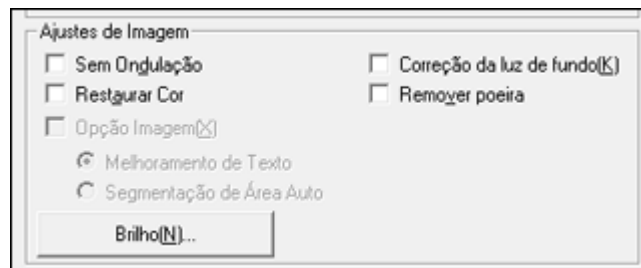 Ajustes de Imagem
Sem Ondulação
Correção da luz de fundo(K)
Restaurar Cor
Remover poeira
Opção Imagem(X)
Melhoramento de Texto
Segmentação de Área Auto
Brilho(N)...